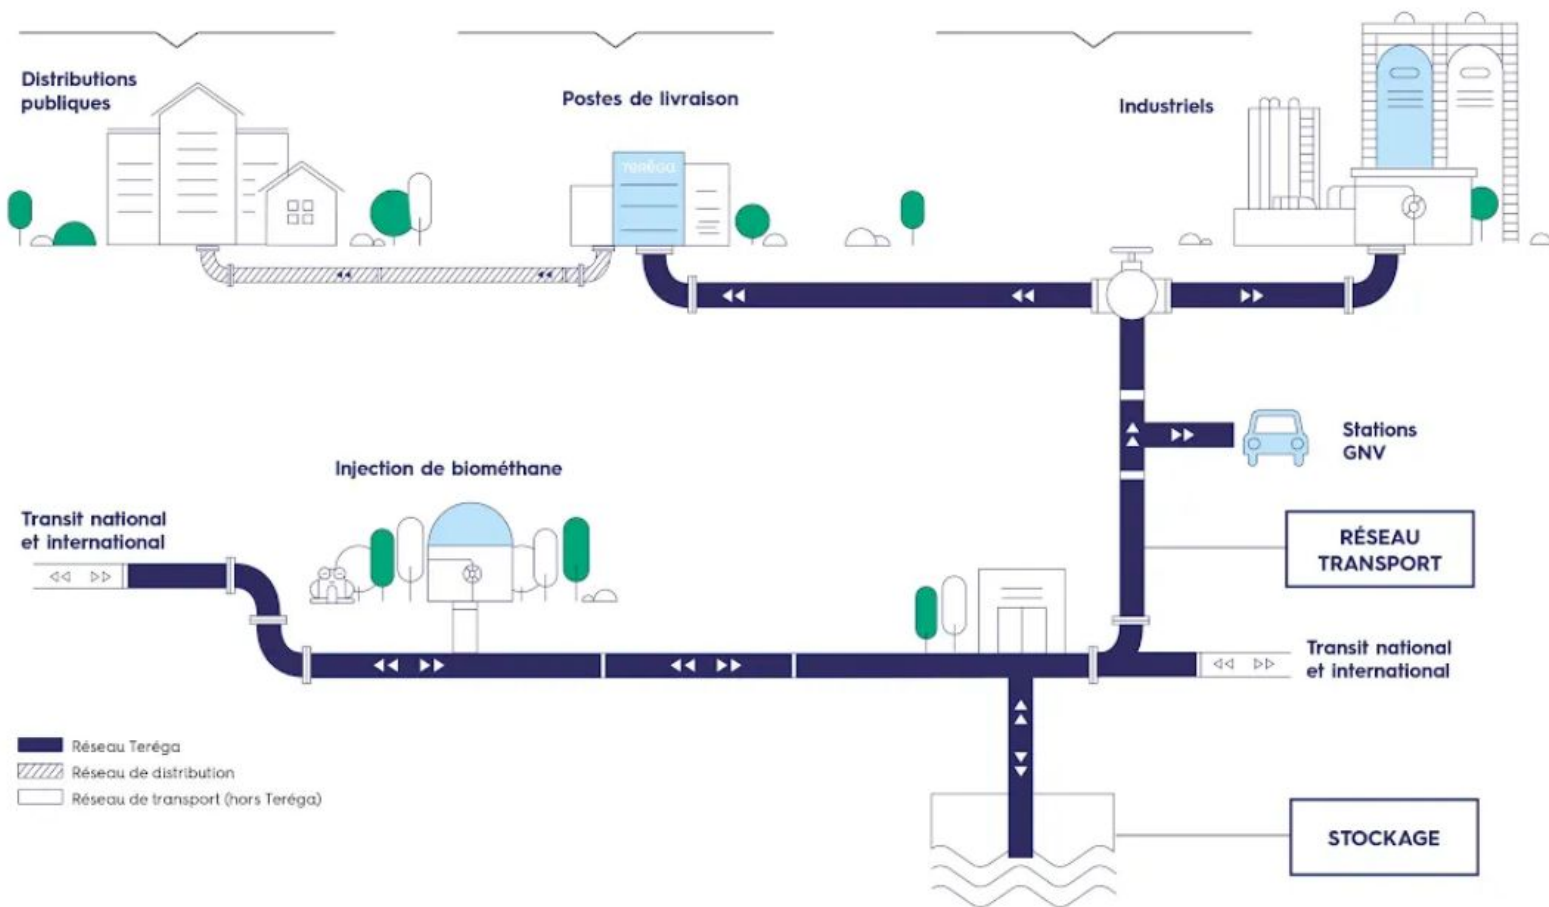 Distributions
publiques
Postes de livraison
Industriels
TERÉGA
Stations
GNV
Injection de biométhane
Transit national
et international
RÉSEAU
TRANSPORT
Transit national
et international
Réseau Teréga
Réseau de distribution
Réseau de transport (hors Teréga)
STOCKAGE